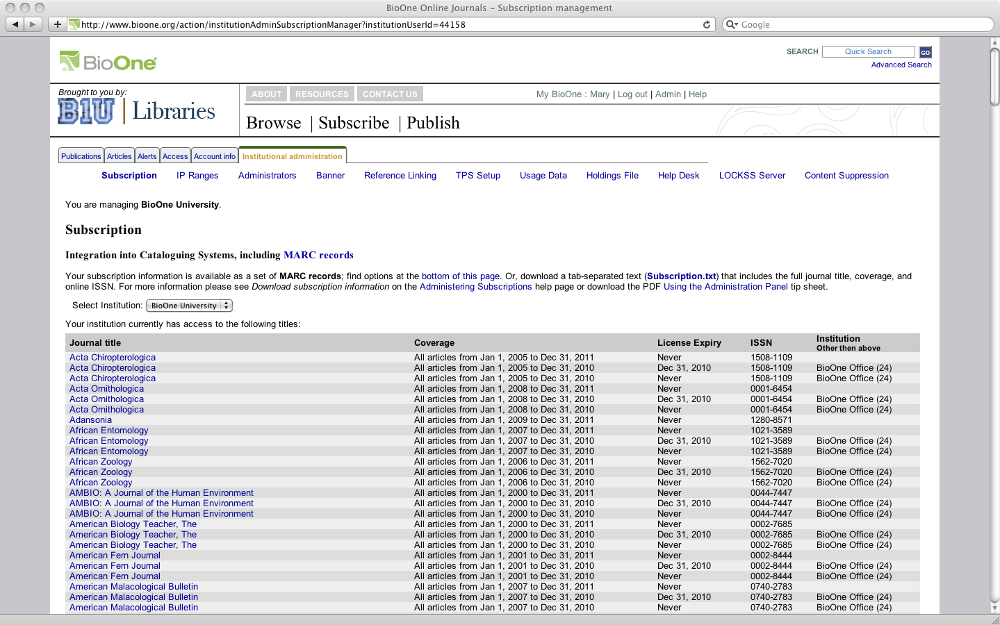 BioOne Online Journals – Subscription management
http://www.bioone.org/action/institutionAdminSubscriptionManager?institutionUserId=44158
Google
BioOne
SEARCH Quick Search GO
Advanced Search
Brought to you by:
BIU | Libraries
ABOUT RESOURCES CONTACT US
My BioOne : Mary | Log out | Admin | Help
Browse | Subscribe | Publish
Publications Articles Alerts Access Account info Institutional administration
Subscription IP Ranges Administrators Banner Reference Linking TPS Setup Usage Data Holdings File Help Desk LOCKSS Server Content Suppression
You are managing BioOne University.
Subscription
Integration into Cataloguing Systems, including MARC records
Your subscription information is available as a set of MARC records; find options at the bottom of this page. Or, download a tab-separated text (Subscription.txt) that includes the full journal title, coverage, and
online ISSN. For more information please see Download subscription information on the Administering Subscriptions help page or download the PDF Using the Administration Panel tip sheet.
Select Institution: BioOne University
Your institution currently has access to the following titles:
Journal title Coverage License Expiry ISSN Institution
Other then above
Acta Chiropterologica All articles from Jan 1, 2005 to Dec 31, 2011 Never 1508-1109
Acta Chiropterologica All articles from Jan 1, 2005 to Dec 31, 2010 Dec 31, 2010 1508-1109 BioOne Office (24)
Acta Chiropterologica All articles from Jan 1, 2005 to Dec 31, 2010 Never 1508-1109 BioOne Office (24)
Acta Ornithologica All articles from Jan 1, 2008 to Dec 31, 2011 Never 0001-6454
Acta Ornithologica All articles from Jan 1, 2008 to Dec 31, 2010 Dec 31, 2010 0001-6454 BioOne Office (24)
Acta Ornithologica All articles from Jan 1, 2008 to Dec 31, 2010 Never 0001-6454 BioOne Office (24)
Adansonia All articles from Jan 1, 2009 to Dec 31, 2011 Never 1280-8571
African Entomology All articles from Jan 1, 2007 to Dec 31, 2011 Never 1021-3589
African Entomology All articles from Jan 1, 2007 to Dec 31, 2010 Dec 31, 2010 1021-3589 BioOne Office (24)
African Entomology All articles from Jan 1, 2007 to Dec 31, 2010 Never 1021-3589 BioOne Office (24)
African Zoology All articles from Jan 1, 2006 to Dec 31, 2011 Never 1562-7020
African Zoology All articles from Jan 1, 2006 to Dec 31, 2010 Dec 31, 2010 1562-7020 BioOne Office (24)
African Zoology All articles from Jan 1, 2006 to Dec 31, 2010 Never 1562-7020 BioOne Office (24)
AMBIO: A Journal of the Human Environment All articles from Jan 1, 2000 to Dec 31, 2011 Never 0044-7447
AMBIO: A Journal of the Human Environment All articles from Jan 1, 2000 to Dec 31, 2010 Dec 31, 2010 0044-7447 BioOne Office (24)
AMBIO: A Journal of the Human Environment All articles from Jan 1, 2000 to Dec 31, 2010 Never 0044-7447 BioOne Office (24)
American Biology Teacher, The All articles from Jan 1, 2000 to Dec 31, 2011 Never 0002-7685
American Biology Teacher, The All articles from Jan 1, 2000 to Dec 31, 2010 Dec 31, 2010 0002-7685 BioOne Office (24)
American Biology Teacher, The All articles from Jan 1, 2000 to Dec 31, 2010 Never 0002-7685 BioOne Office (24)
American Fern Journal All articles from Jan 1, 2001 to Dec 31, 2011 Never 0002-8444
American Fern Journal All articles from Jan 1, 2001 to Dec 31, 2010 Dec 31, 2010 0002-8444 BioOne Office (24)
American Fern Journal All articles from Jan 1, 2001 to Dec 31, 2010 Never 0002-8444 BioOne Office (24)
American Malacological Bulletin All articles from Jan 1, 2007 to Dec 31, 2011 Never 0740-2783
American Malacological Bulletin All articles from Jan 1, 2007 to Dec 31, 2010 Dec 31, 2010 0740-2783 BioOne Office (24)
American Malacological Bulletin All articles from Jan 1, 2007 to Dec 31, 2010 Never 0740-2783 BioOne Office (24)